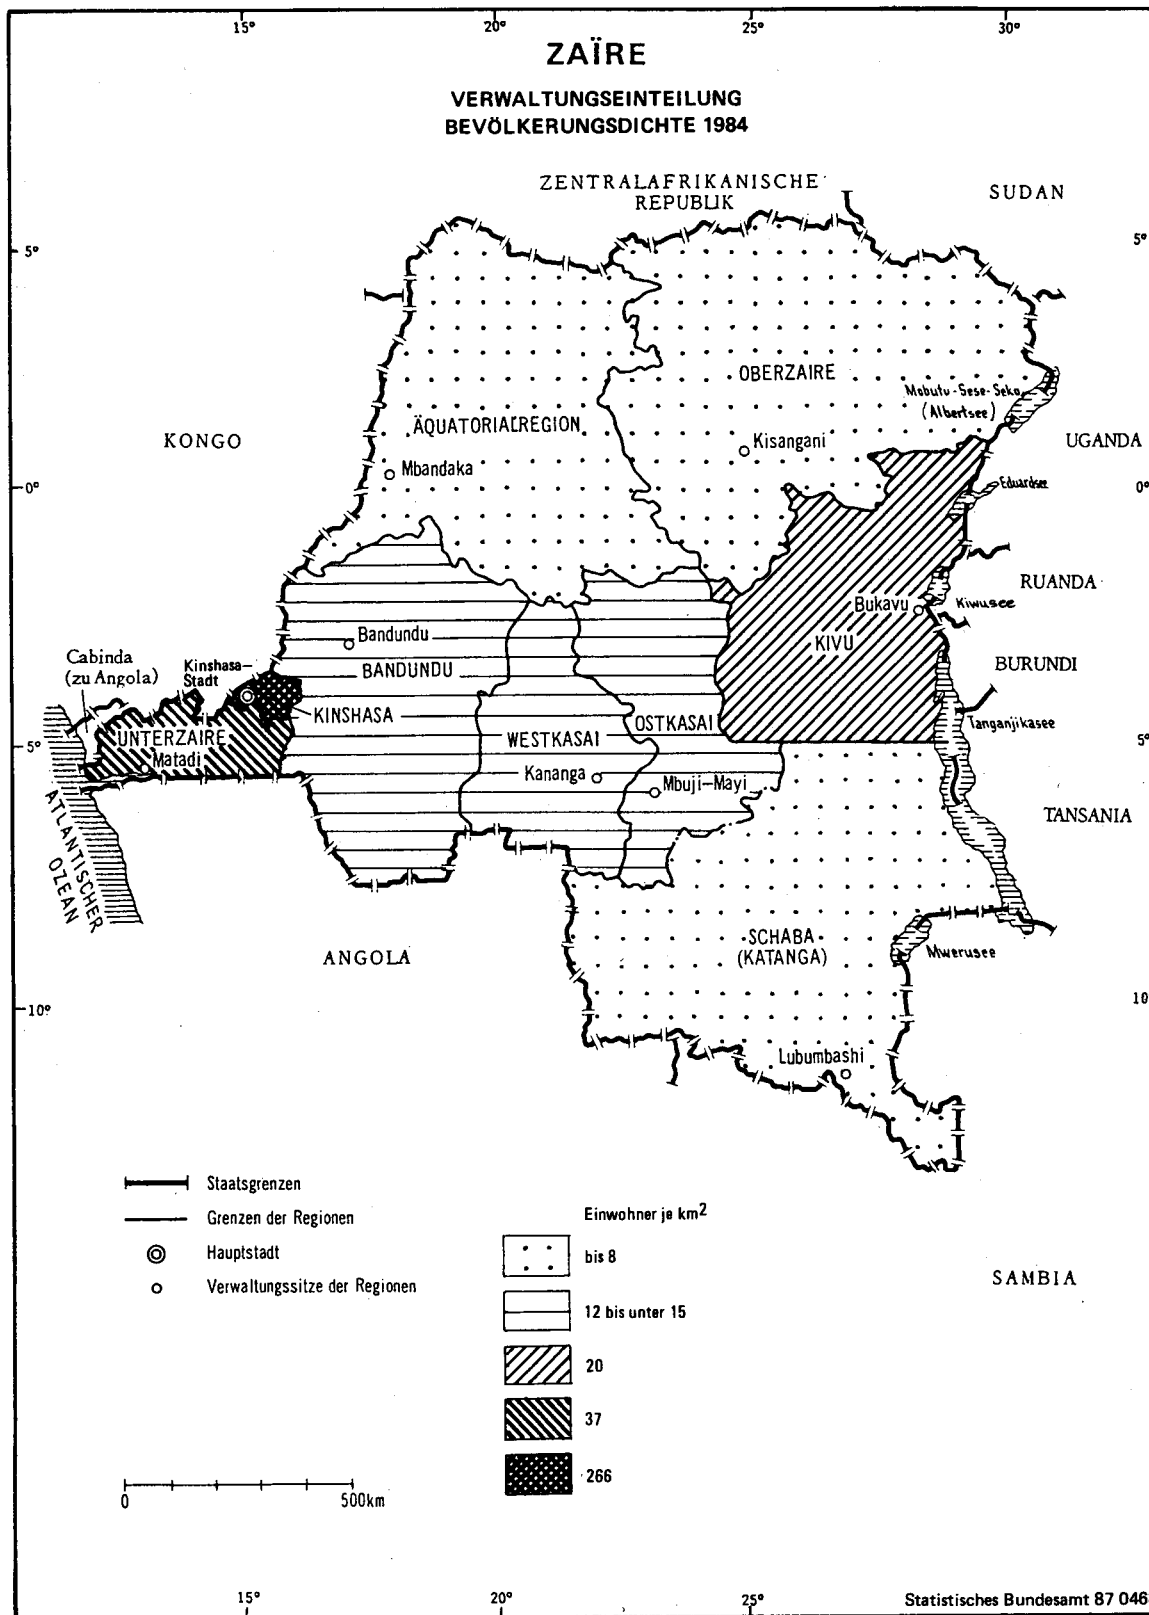 15°
20°
25°
30°
ZAÏRE
VERWALTUNGSEINTEILUNG
BEVÖLKERUNGSDICHTE 1984
ZENTRALAFRIKANISCHE
REPUBLIK
SUDAN
5°
5°
OBERZAIRE
Mobutu-Sese-Seko
(Albertsee)
ÄQUATORIALREGION
KONGO
Kisangani
UGANDA
Mbandaka
0°
Eduardsee
0°
RUANDA
Bukavu
Kiwusee
Bandundu
KIVU
Cabinda
(zu Angola)
Kinshasa-
Stadt
BANDUNDU
BURUNDI
KINSHASA
OSTKASAI
Tanganjikasee
UNTERZAIRE
WESTKASAI
5°
5°
Matadi
Kananga
Mbuji-Mayi
ATLANTISCHER
OZEAN
TANSANIA
SCHABA
(KATANGA)
ANGOLA
Mwerusee
10°
10
Lubumbashi
Staatsgrenzen
Grenzen der Regionen
Hauptstadt
Verwaltungssitze der Regionen
Einwohner je km²
bis 8
12 bis unter 15
20
37
266
SAMBIA
0
500km
15°
20°
25°
Statistisches Bundesamt 87 046